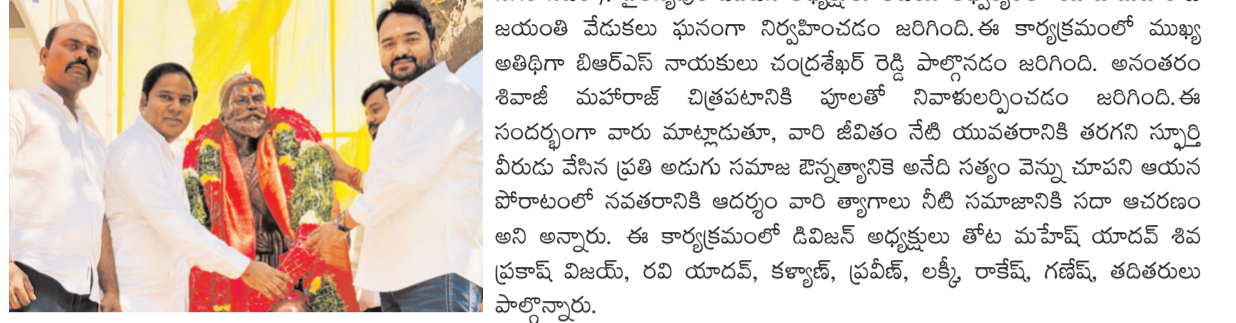 జయంతి వేడుకలు ఘనంగా నిర్వహించడం జరిగింది.ఈ కార్యక్రమంలో ముఖ్య
అతిథిగా బిఆర్ఎస్ నాయకులు చంద్రశేఖర్ రెడ్డి పాల్గొనడం జరిగింది. అనంతరం
శివాజీ మహారాజ్ చిత్రపటానికి పూలతో నివాళులర్పించడం జరిగింది.ఈ
సందర్భంగా వారు మాట్లాడుతూ, వారి జీవితం నేటి యువతరానికి తరగని స్ఫూర్తి
వీరుడు వేసిన ప్రతి అడుగు సమాజ ఔన్నత్యానికె అనేది సత్యం వెన్ను చూపని ఆయన
పోరాటంలో నవతరానికి ఆదర్శం వారి త్యాగాలు నీటి సమాజానికి సదా ఆచరణం
అని అన్నారు. ఈ కార్యక్రమంలో డివిజన్ అధ్యక్షులు తోట మహేష్ యాదవ్ శివ
ప్రకాష్ విజయ్, రవి యాదవ్, కళ్యాణ్, ప్రవీణ్, లక్కీ, రాకేష్, గణేష్, తదితరులు
పాల్గొన్నారు.